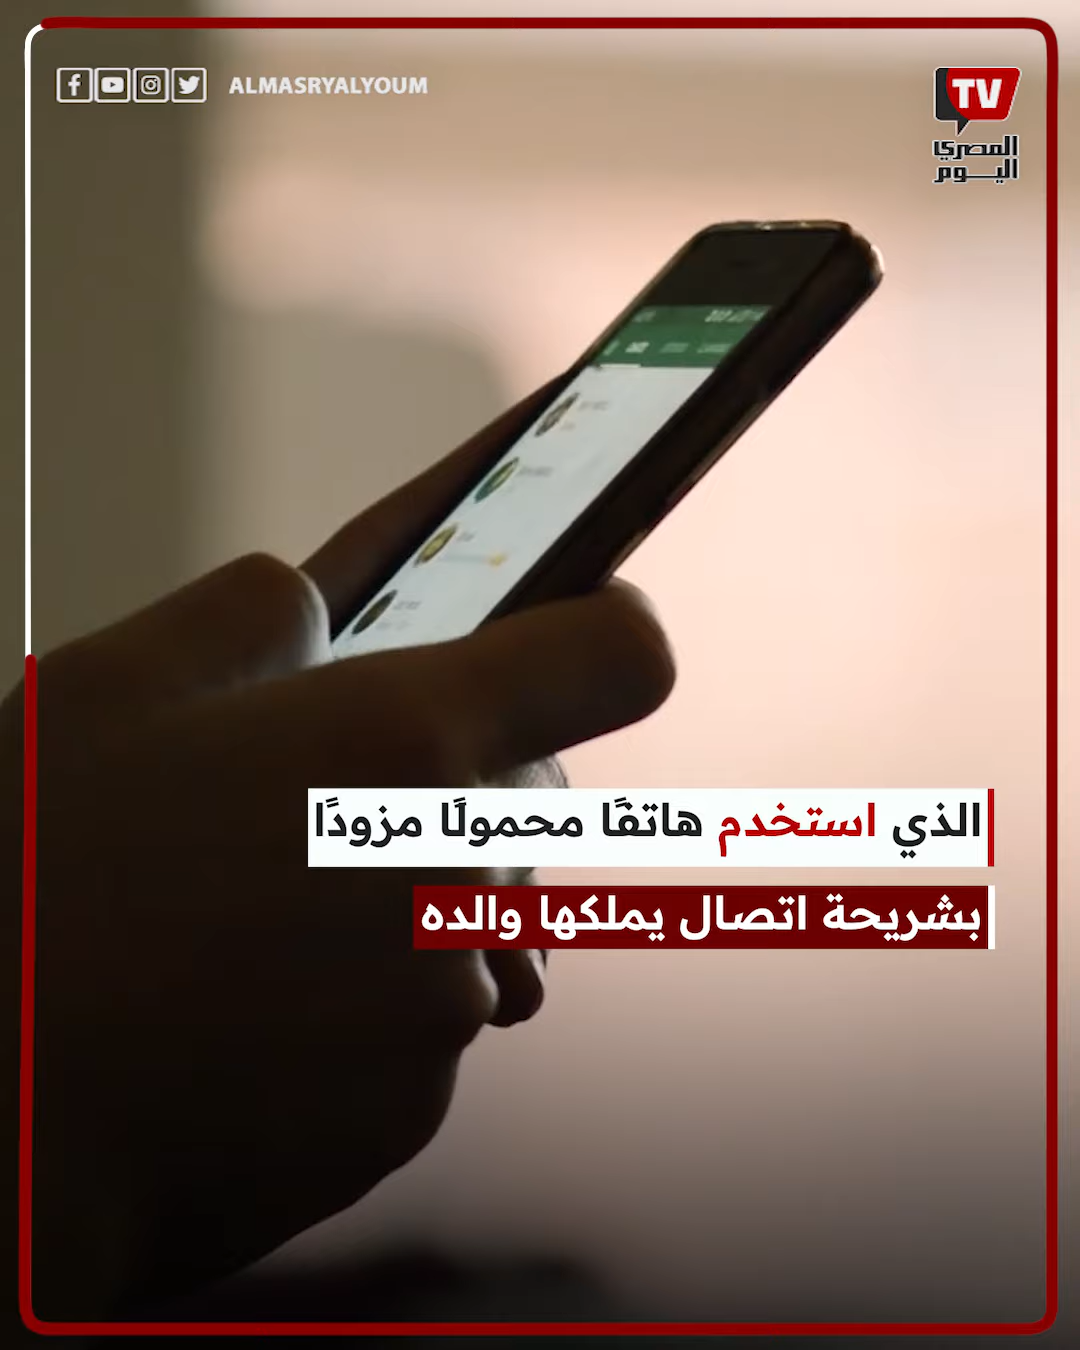 ALMASRYALYOUM
TV
المصري
اليوم
الذي استخدم هاتفًا محمولًا مزودًا
بشريحة اتصال يملكها والده